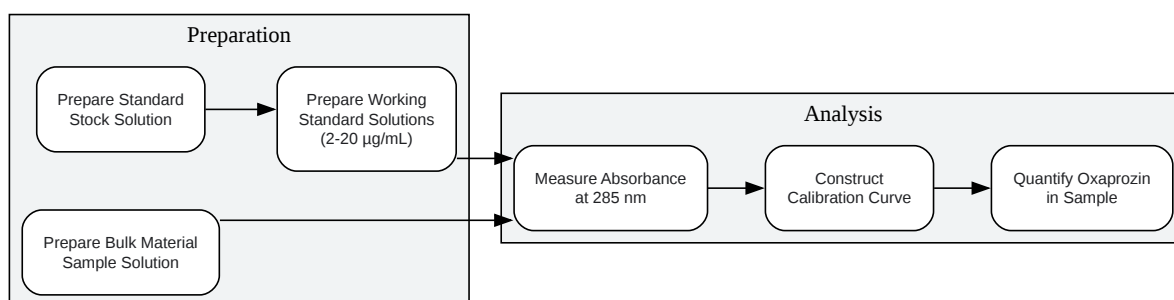 Preparation
Prepare Standard
Stock Solution
Prepare Working
Standard Solutions
(2-20 µg/mL)
Prepare Bulk Material
Sample Solution
Analysis
Measure Absorbance
at 285 nm
Construct
Calibration Curve
Quantify Oxaprozin
in Sample